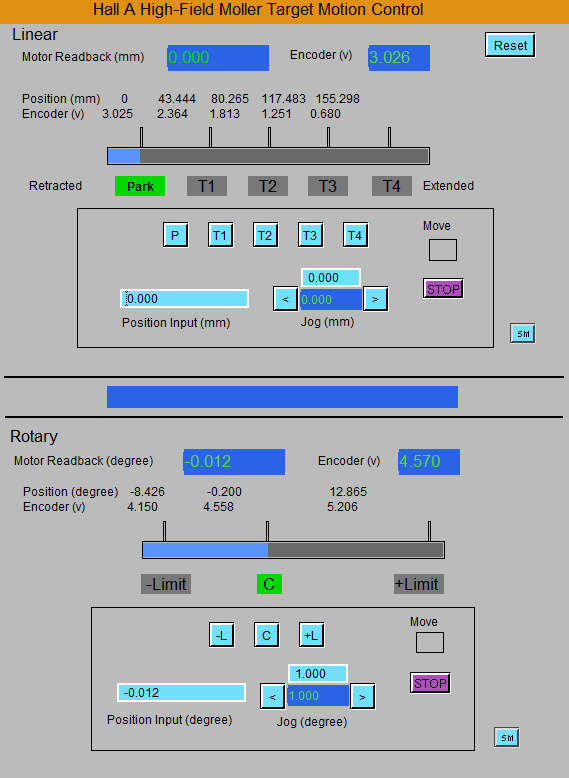 Hall A High-Field Moller Target Motion Control
Linear
Motor Readback (mm) 0.000 Encoder (v) 3.026 Reset
Position (mm) 0 43.444 80.265 117.483 155.298
Encoder (v) 3.025 2.364 1.813 1.251 0.680
Retracted Park T1 T2 T3 T4 Extended
P T1 T2 T3 T4 Move
0.000
0.000 < 0.000 > STOP
Position Input (mm) Jog (mm)
SM
Rotary
Motor Readback (degree) -0.012 Encoder (v) 4.570
Position (degree) -8.426 -0.200 12.865
Encoder (v) 4.150 4.558 5.206
-Limit C +Limit
-L C +L Move
1.000
-0.012 < 1.000 > STOP
Position Input (degree) Jog (degree)
SM